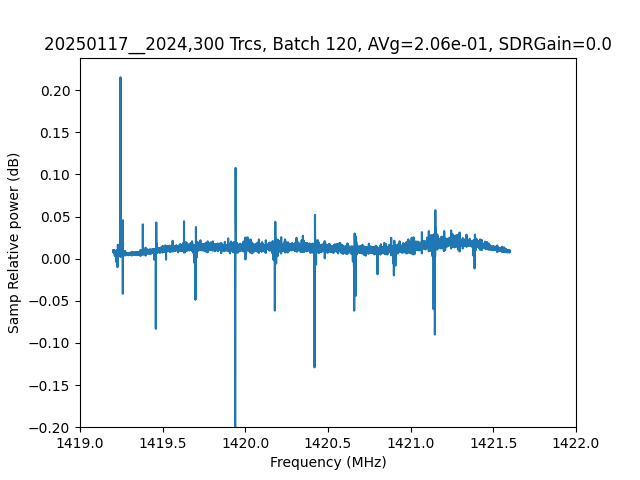 20250117__2024,300 Trcs, Batch 120, AVg=2.06e-01, SDRGain=0.0
Samp Relative power (dB)
0.20
0.15
0.10
0.05
0.00
−0.05
−0.10
−0.15
−0.20
1419.0 1419.5 1420.0 1420.5 1421.0 1421.5 1422.0
Frequency (MHz)